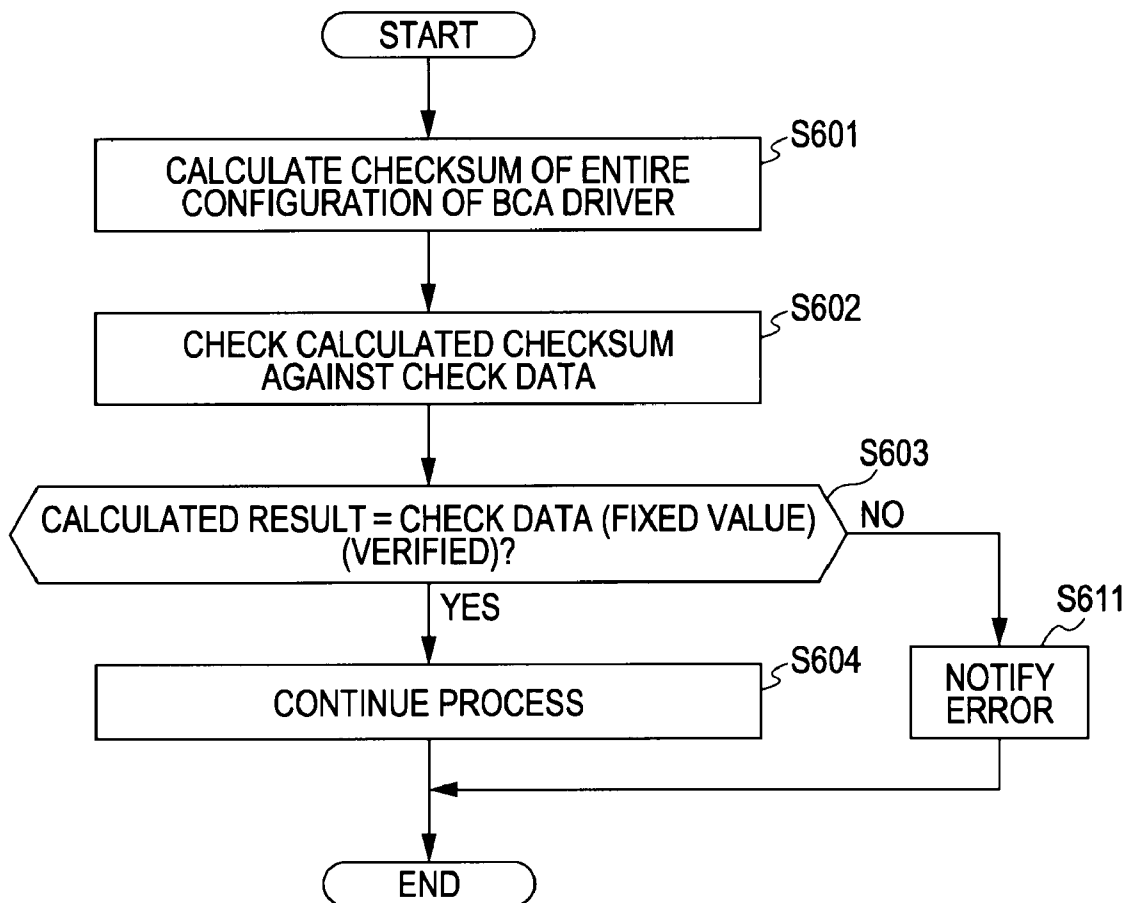 START
S601
CALCULATE CHECKSUM OF ENTIRE
CONFIGURATION OF BCA DRIVER
S602
CHECK CALCULATED CHECKSUM
AGAINST CHECK DATA
S603
CALCULATED RESULT = CHECK DATA (FIXED VALUE)
(VERIFIED)?
NO
YES
S611
NOTIFY
ERROR
S604
CONTINUE PROCESS
END